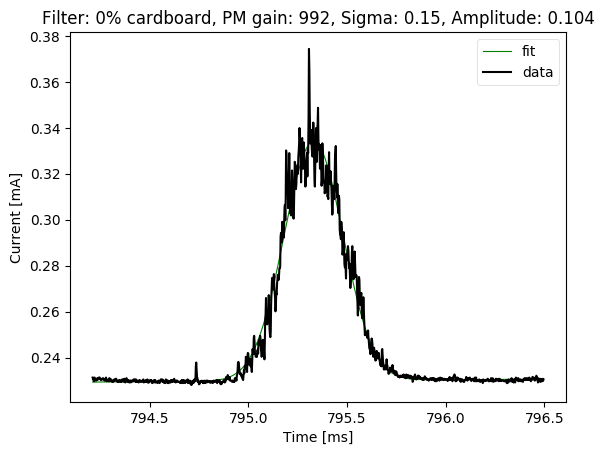 Filter: 0% cardboard, PM gain: 992, Sigma: 0.15, Amplitude: 0.104
fit
data
Current [mA]
0.38
0.36
0.34
0.32
0.30
0.28
0.26
0.24
794.5 795.0 795.5 796.0 796.5
Time [ms]